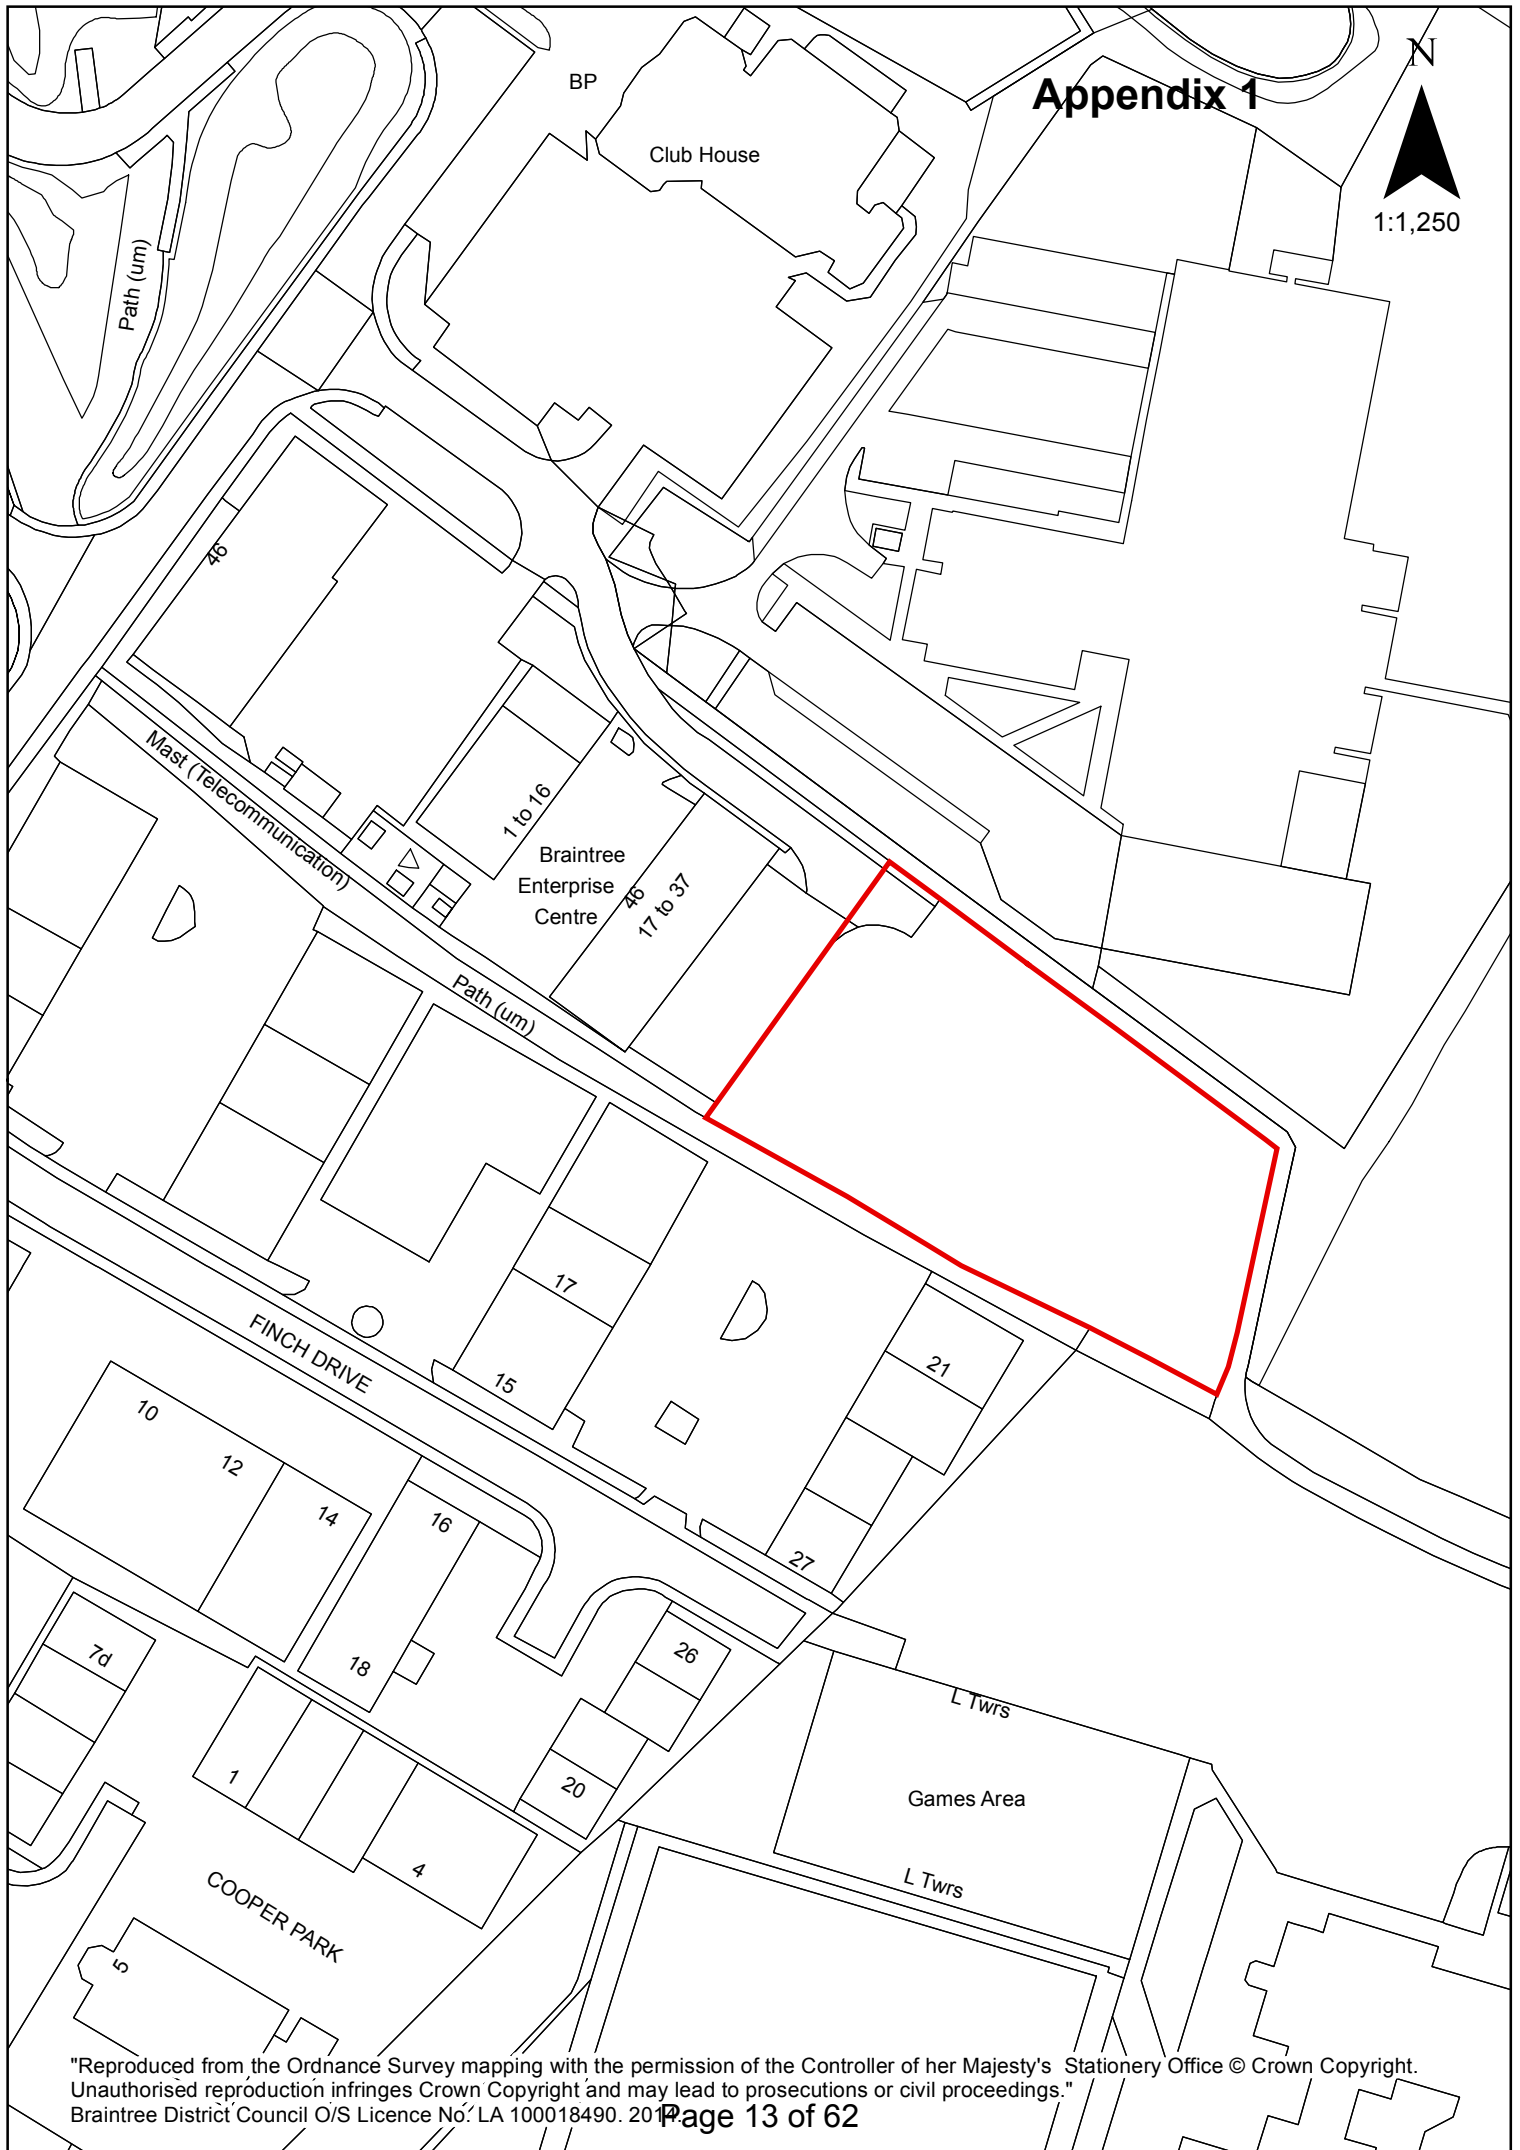 BP
N
Appendix 1
Club House
1:1,250
Path (um)
46
Mast (Telecommunication)
1 to 16
Braintree
Enterprise
Centre
46
17 to 37
Path (um)
17
15
21
27
FINCH DRIVE
10
12
14
16
18
7d
26
20
1
4
L Twrs
Games Area
L Twrs
COOPER PARK
5
"Reproduced from the Ordnance Survey mapping with the permission of the Controller of her Majesty's Stationery Office © Crown Copyright.
Unauthorised reproduction infringes Crown Copyright and may lead to prosecutions or civil proceedings."
Braintree District Council O/S Licence No. LA 100018490. 2014.
Page 13 of 62